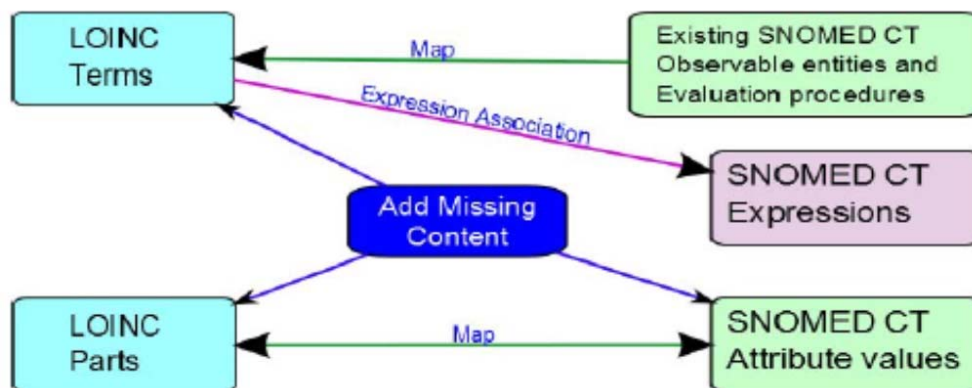 LOINC
Terms
Map
Existing SNOMED CT
Observable entities and
Evaluation procedures
Expression Association
SNOMED CT
Expressions
Add Missing
Content
LOINC
Parts
Map
SNOMED CT
Attribute values